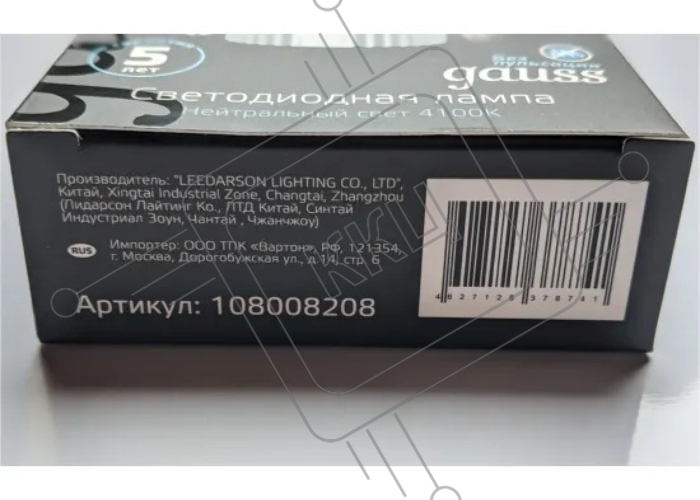 5
лет
Без
пульсации
gauss
Светодиодная лампа
Нейтральный свет 4100К
Производитель: "LEEDARSON LIGHTING CO., LTD",
Китай, Xingtai Industrial Zone, Changtai, Zhangzhou
(Лидарсон Лайтинг Ко., ЛТД Китай, Синтай
Индустриал Зоун, Чантай , Чжанчжоу)
RUS
Импортер: ООО ТПК «Вартон», РФ, 121354,
г. Москва, Дорогобужская ул., д.14, стр. 6
Артикул: 108008208
ККЦ